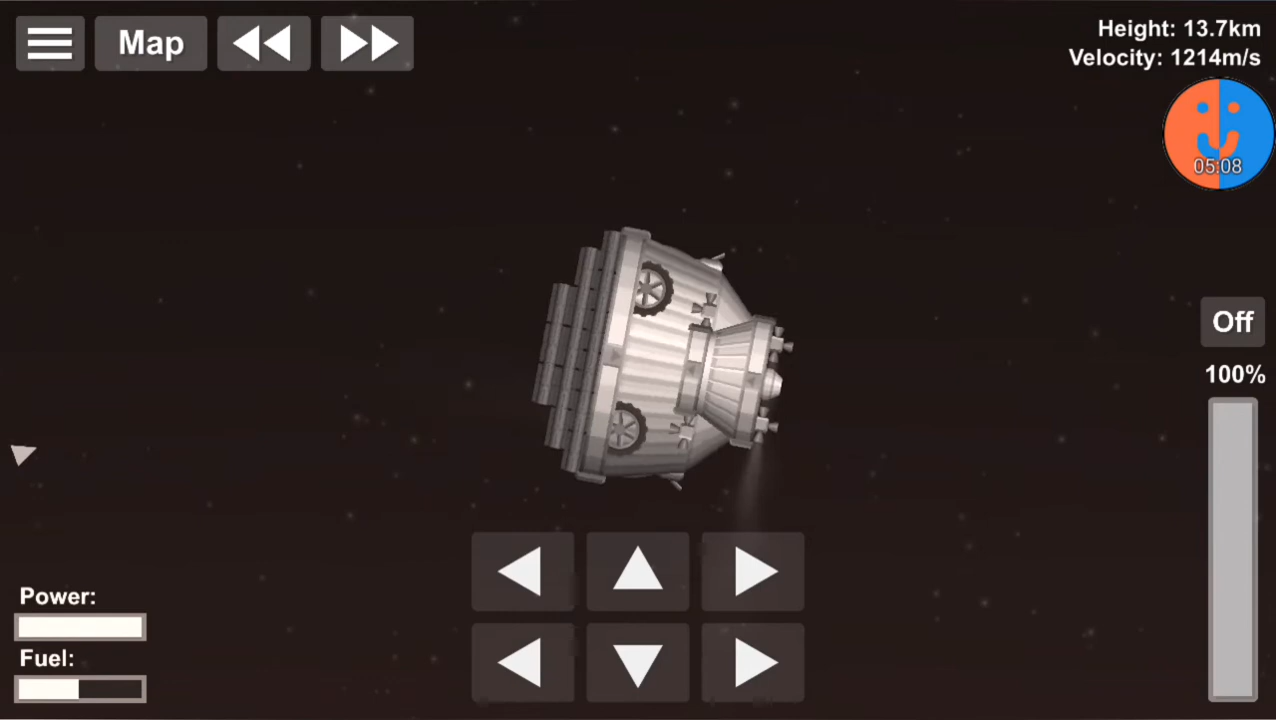 Map
Height: 13.7km
Velocity: 1214m/s
05:08
Off
100%
Power:
Fuel: